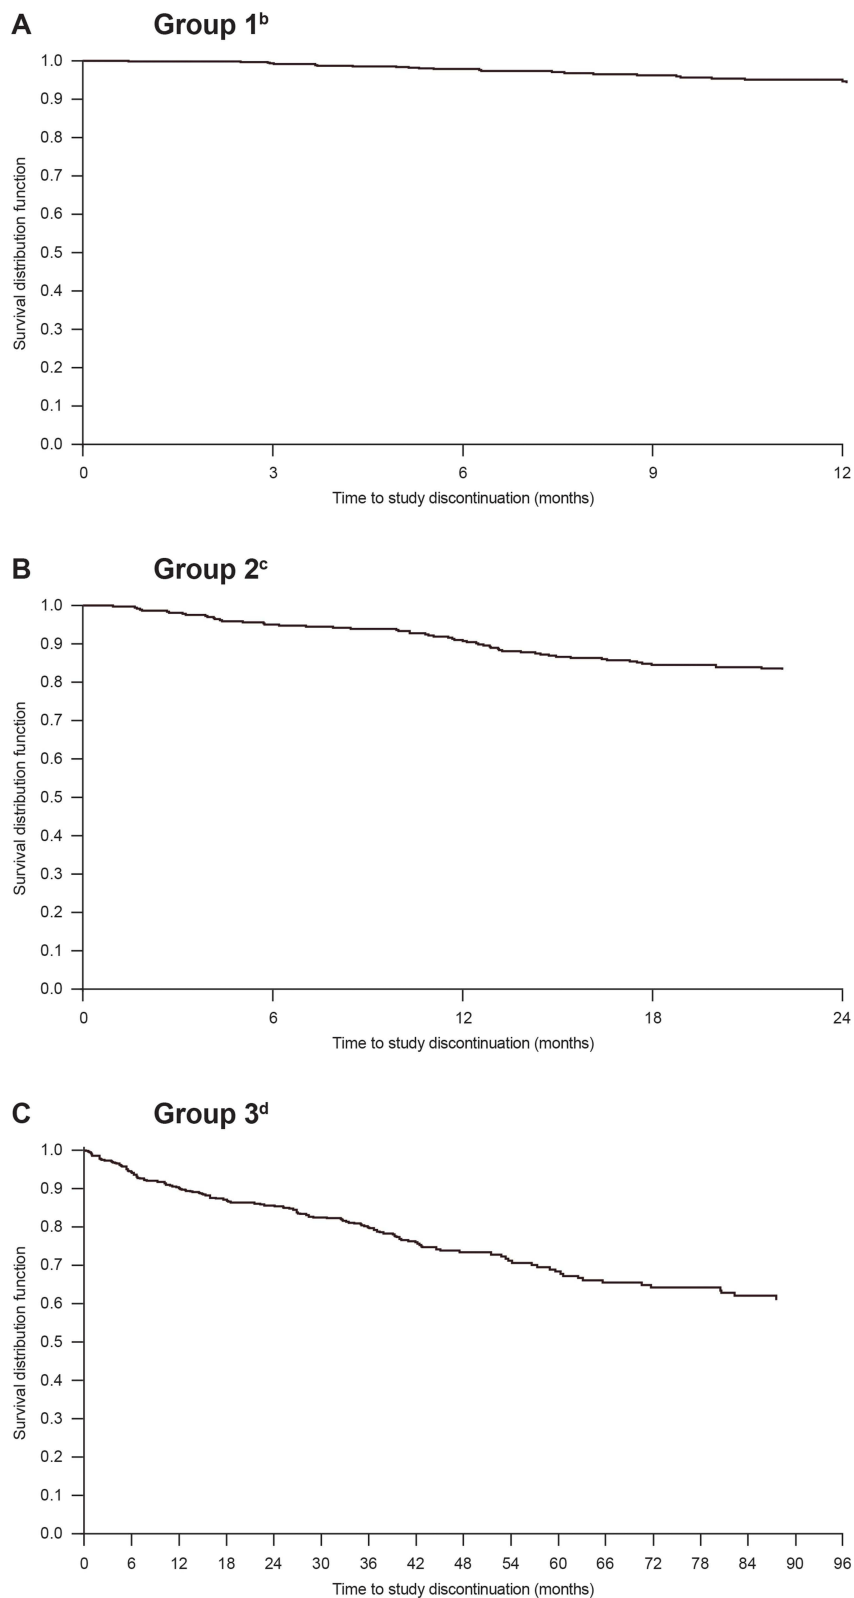 A Group 1ᵇ
Survival distribution function
1.0
0.9
0.8
0.7
0.6
0.5
0.4
0.3
0.2
0.1
0.0
0 3 6 9 12
Time to study discontinuation (months)
B Group 2ᶜ
Survival distribution function
1.0
0.9
0.8
0.7
0.6
0.5
0.4
0.3
0.2
0.1
0.0
0 6 12 18 24
Time to study discontinuation (months)
C Group 3ᵈ
Survival distribution function
1.0
0.9
0.8
0.7
0.6
0.5
0.4
0.3
0.2
0.1
0.0
0 6 12 18 24 30 36 42 48 54 60 66 72 78 84 90 96
Time to study discontinuation (months)